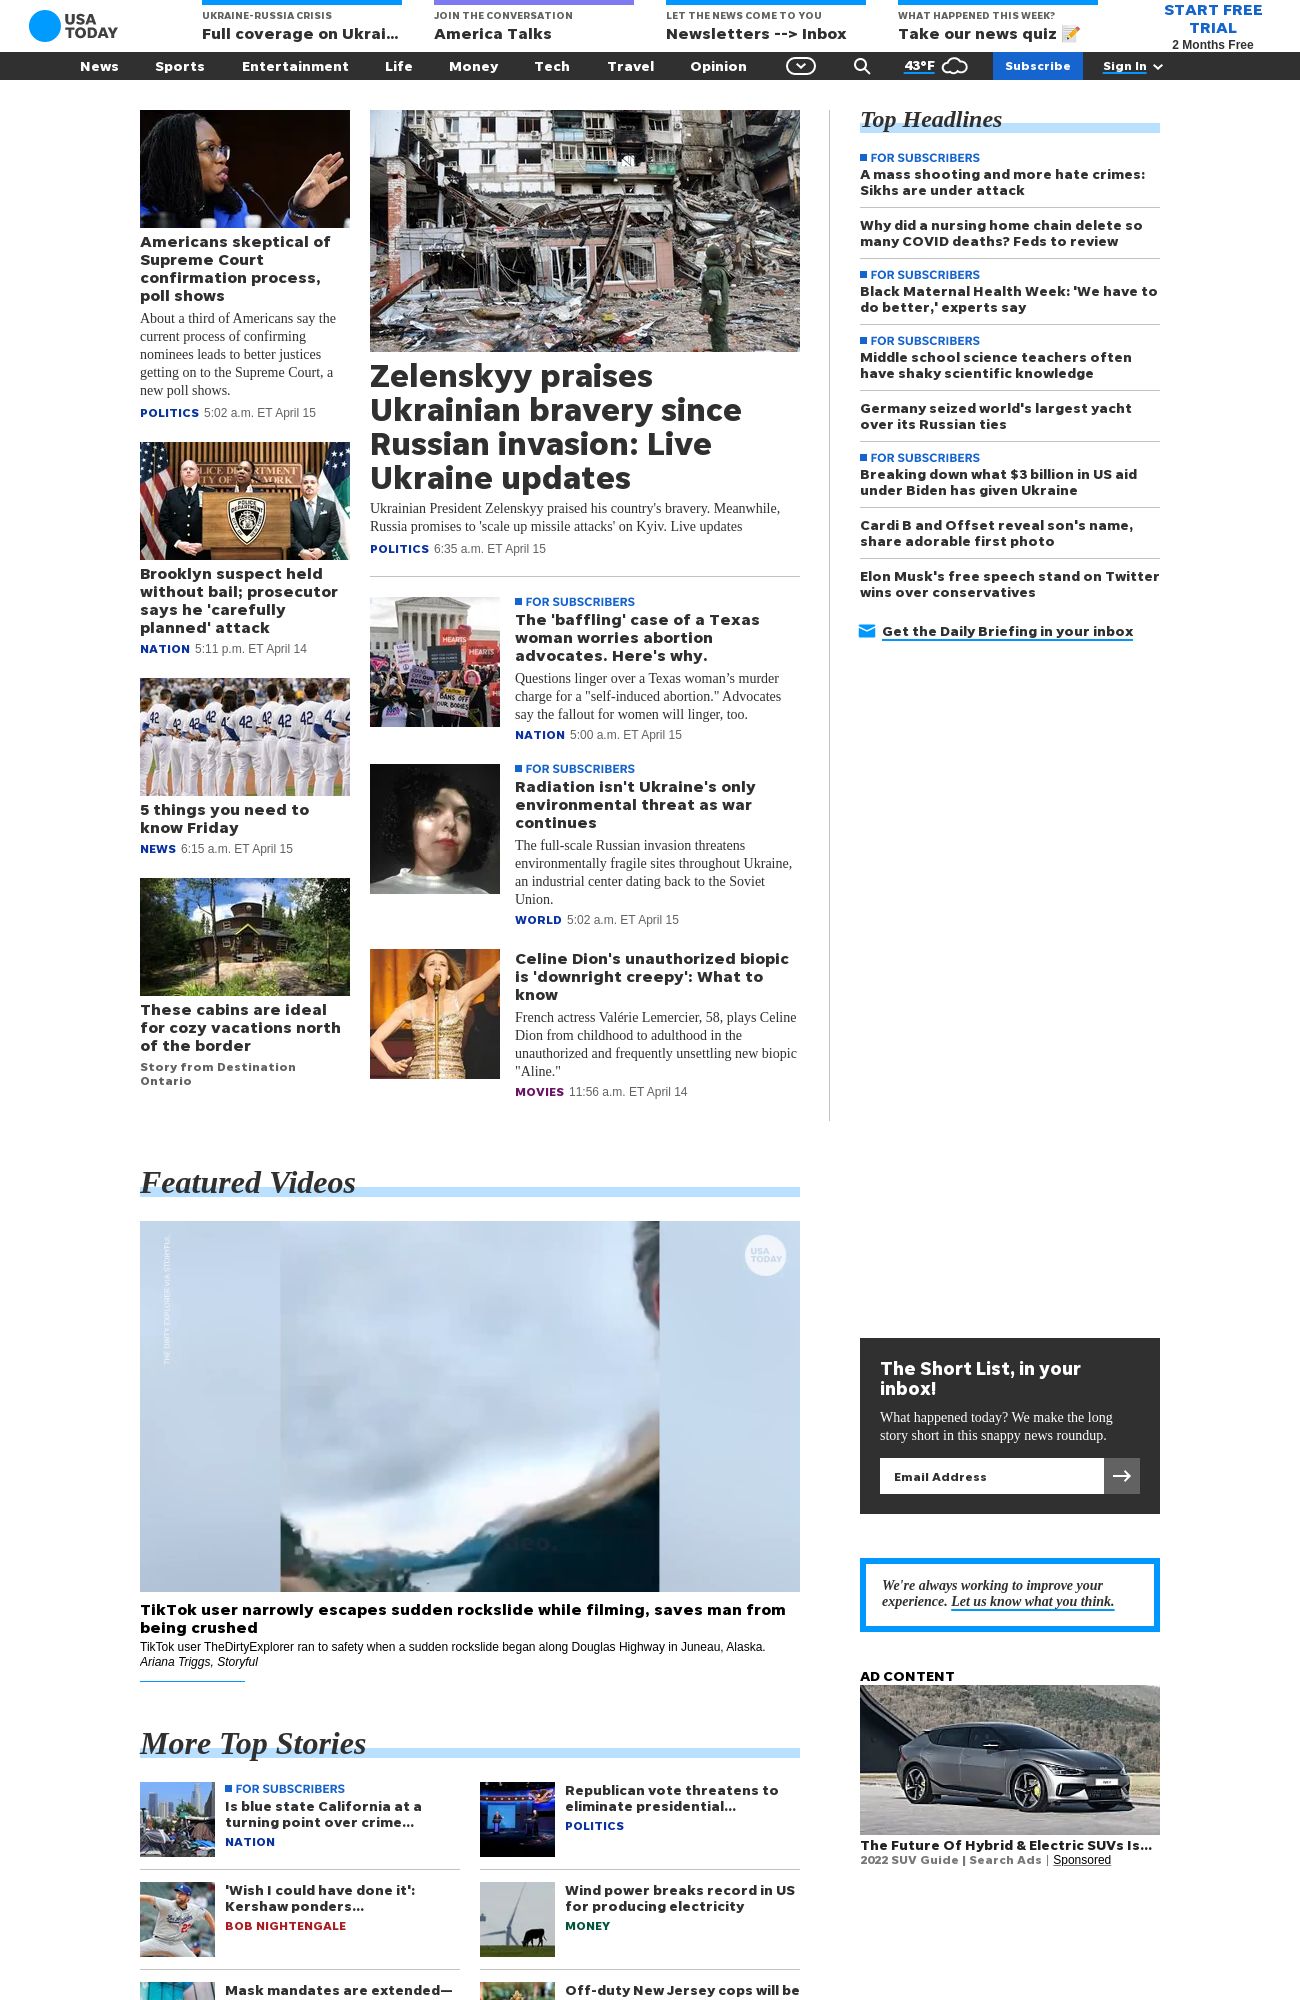 USA
TODAY
UKRAINE-RUSSIA CRISIS
Full coverage on Ukrai...
JOIN THE CONVERSATION
America Talks
LET THE NEWS COME TO YOU
Newsletters --> Inbox
WHAT HAPPENED THIS WEEK?
Take our news quiz 📝
START FREE
TRIAL
2 Months Free
News Sports Entertainment Life Money Tech Travel Opinion 43°F Subscribe Sign In
Americans skeptical of
Supreme Court
confirmation process,
poll shows
About a third of Americans say the
current process of confirming
nominees leads to better justices
getting on to the Supreme Court, a
new poll shows.
POLITICS 5:02 a.m. ET April 15
POLICE DEPARTMENT
Brooklyn suspect held
without bail; prosecutor
says he 'carefully
planned' attack
NATION 5:11 p.m. ET April 14
42 42 42 42 42 42 42
5 things you need to
know Friday
NEWS 6:15 a.m. ET April 15
These cabins are ideal
for cozy vacations north
of the border
Story from Destination
Ontario
Zelenskyy praises
Ukrainian bravery since
Russian invasion: Live
Ukraine updates
Ukrainian President Zelenskyy praised his country's bravery. Meanwhile,
Russia promises to 'scale up missile attacks' on Kyiv. Live updates
POLITICS 6:35 a.m. ET April 15
BANS OFF
OUR BODIES
FOR SUBSCRIBERS
The 'baffling' case of a Texas
woman worries abortion
advocates. Here's why.
Questions linger over a Texas woman’s murder
charge for a "self-induced abortion." Advocates
say the fallout for women will linger, too.
NATION 5:00 a.m. ET April 15
FOR SUBSCRIBERS
Radiation isn't Ukraine's only
environmental threat as war
continues
The full-scale Russian invasion threatens
environmentally fragile sites throughout Ukraine,
an industrial center dating back to the Soviet
Union.
WORLD 5:02 a.m. ET April 15
Celine Dion's unauthorized biopic
is 'downright creepy': What to
know
French actress Valérie Lemercier, 58, plays Celine
Dion from childhood to adulthood in the
unauthorized and frequently unsettling new biopic
"Aline."
MOVIES 11:56 a.m. ET April 14
Top Headlines
FOR SUBSCRIBERS
A mass shooting and more hate crimes:
Sikhs are under attack
Why did a nursing home chain delete so
many COVID deaths? Feds to review
FOR SUBSCRIBERS
Black Maternal Health Week: 'We have to
do better,' experts say
FOR SUBSCRIBERS
Middle school science teachers often
have shaky scientific knowledge
Germany seized world's largest yacht
over its Russian ties
FOR SUBSCRIBERS
Breaking down what $3 billion in US aid
under Biden has given Ukraine
Cardi B and Offset reveal son's name,
share adorable first photo
Elon Musk's free speech stand on Twitter
wins over conservatives
Get the Daily Briefing in your inbox
Featured Videos
THE DIRTY EXPLORER VIA STORYFUL
USA
TODAY
TikTok user narrowly escapes sudden rockslide while filming, saves man from
being crushed
TikTok user TheDirtyExplorer ran to safety when a sudden rockslide began along Douglas Highway in Juneau, Alaska.
Ariana Triggs, Storyful
The Short List, in your
inbox!
What happened today? We make the long
story short in this snappy news roundup.
Email Address
We're always working to improve your
experience. Let us know what you think.
AD CONTENT
The Future Of Hybrid & Electric SUVs Is...
2022 SUV Guide | Search Ads | Sponsored
More Top Stories
FOR SUBSCRIBERS
Is blue state California at a
turning point over crime...
NATION
Republican vote threatens to
eliminate presidential...
POLITICS
'Wish I could have done it':
Kershaw ponders...
BOB NIGHTENGALE
Wind power breaks record in US
for producing electricity
MONEY
Mask mandates are extended—
Off-duty New Jersey cops will be